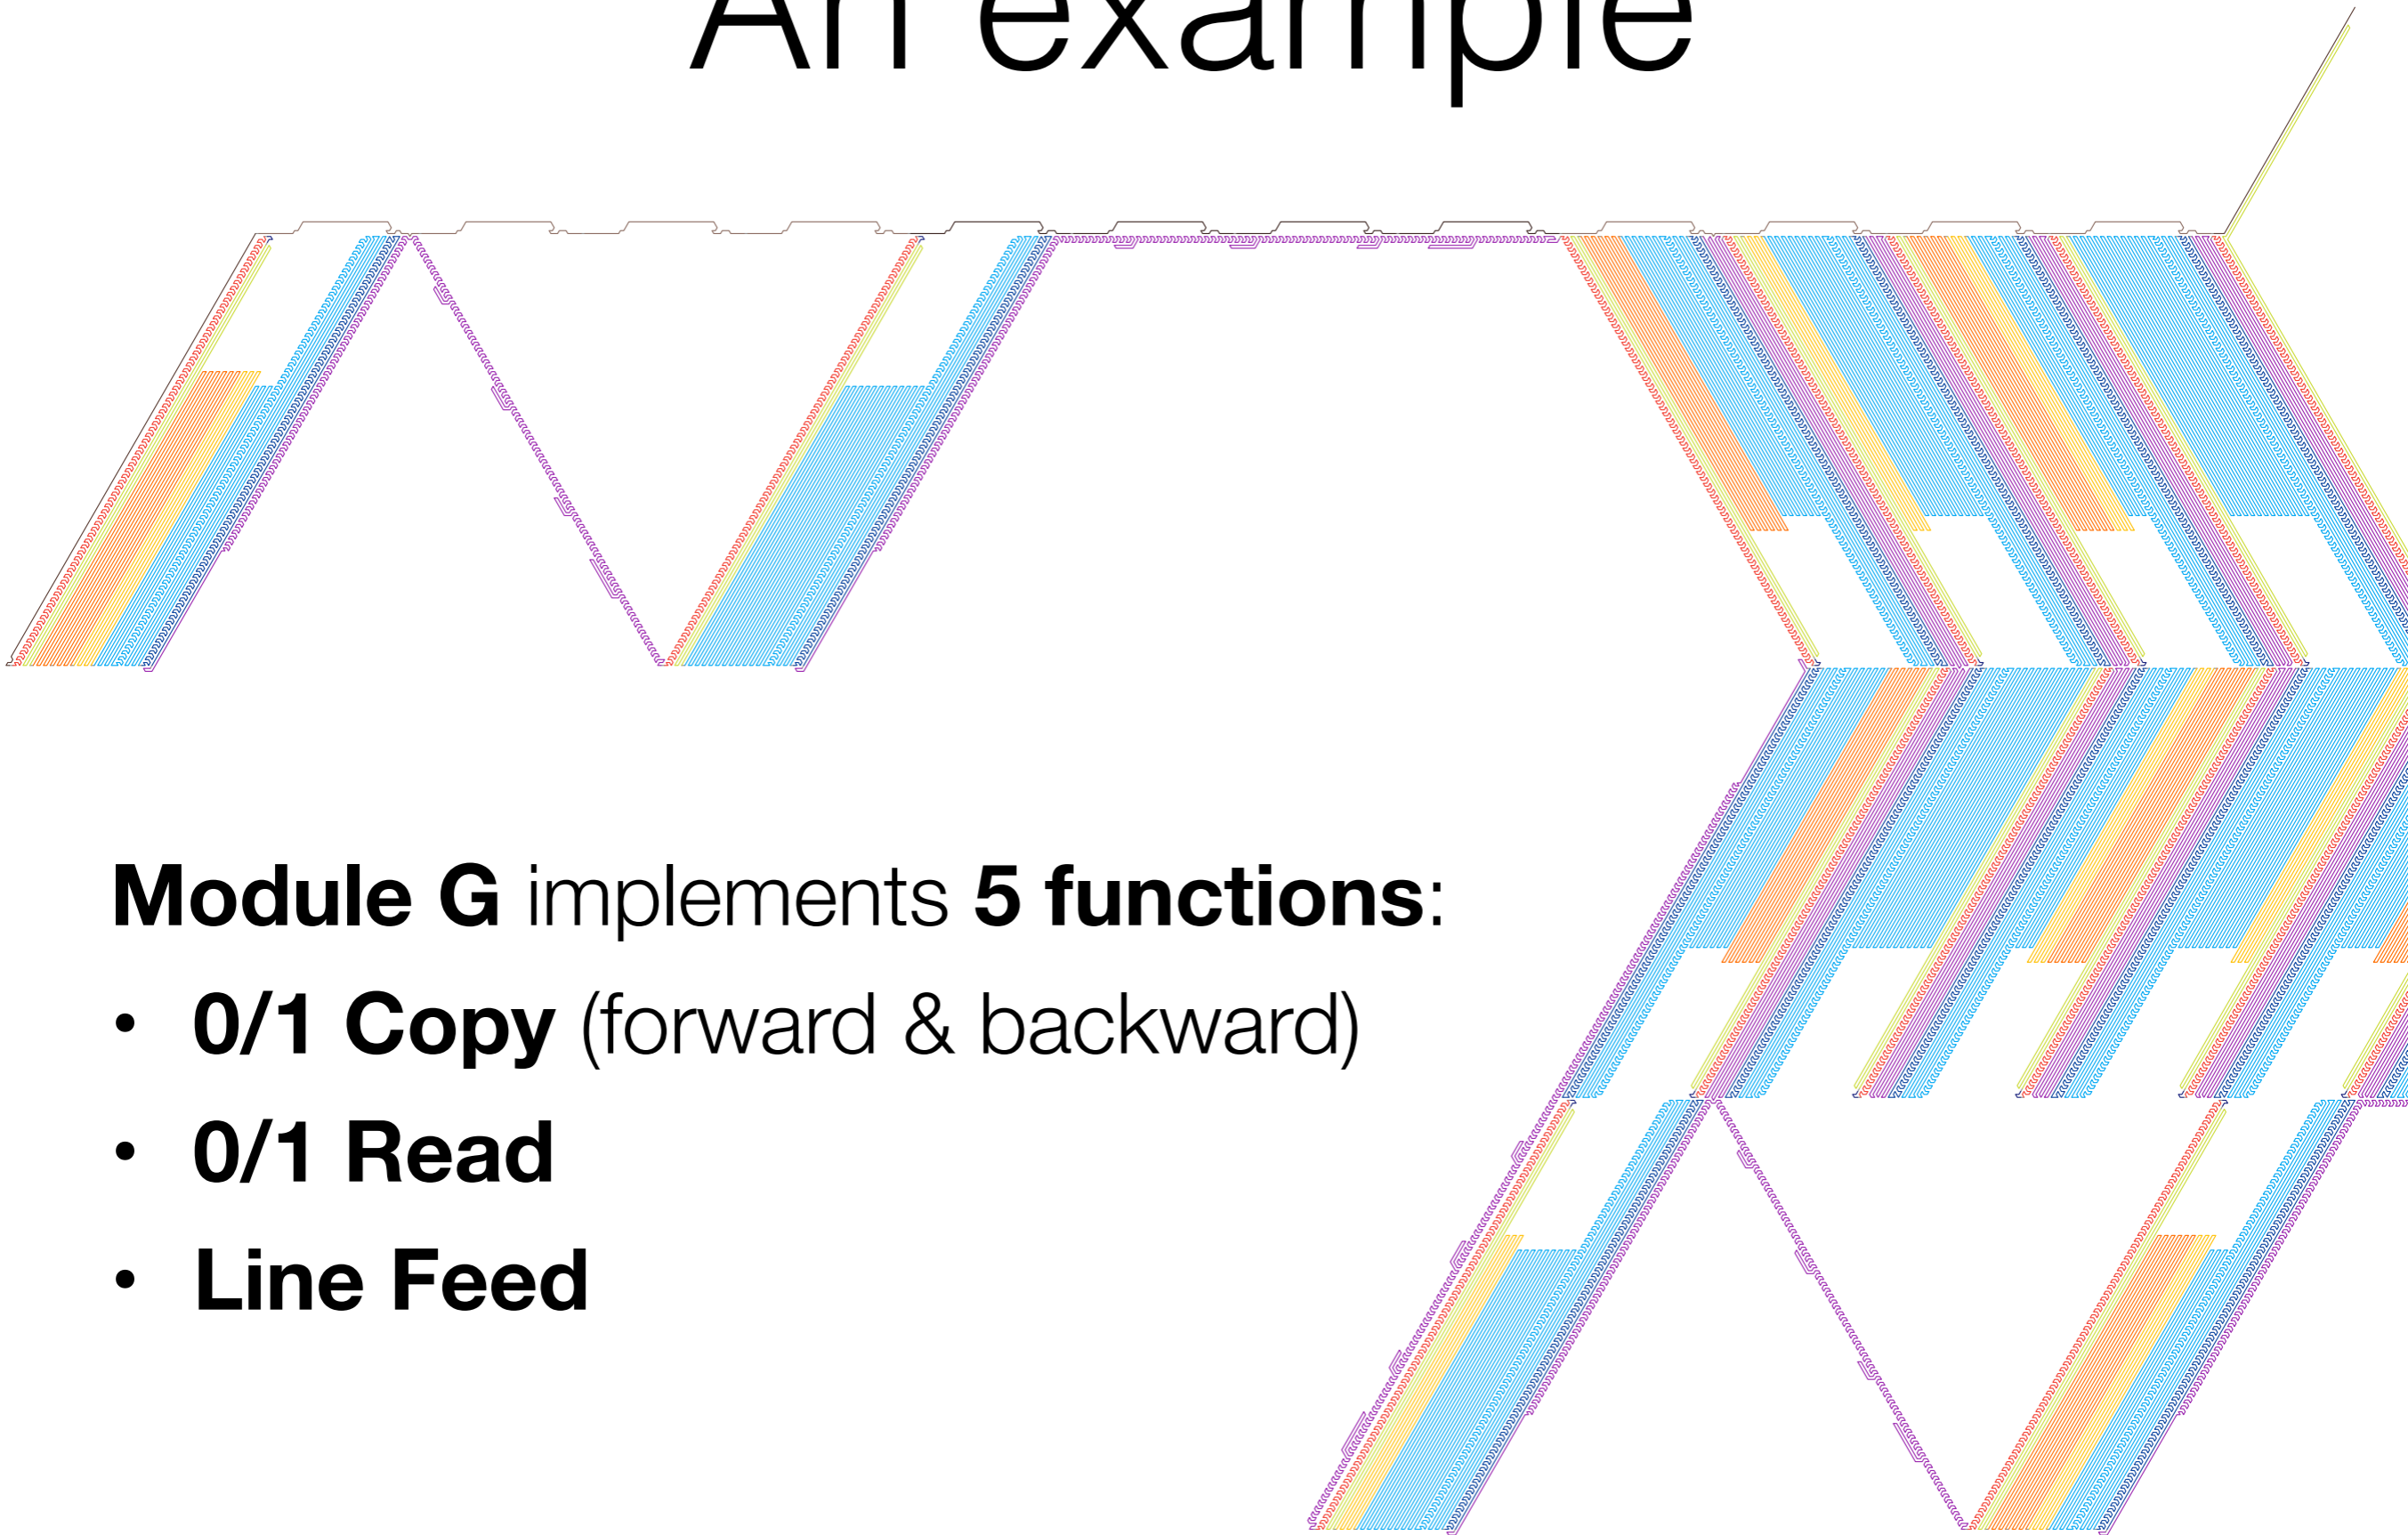 An example
Module G implements 5 functions:
• 0/1 Copy (forward & backward)
• 0/1 Read
• Line Feed